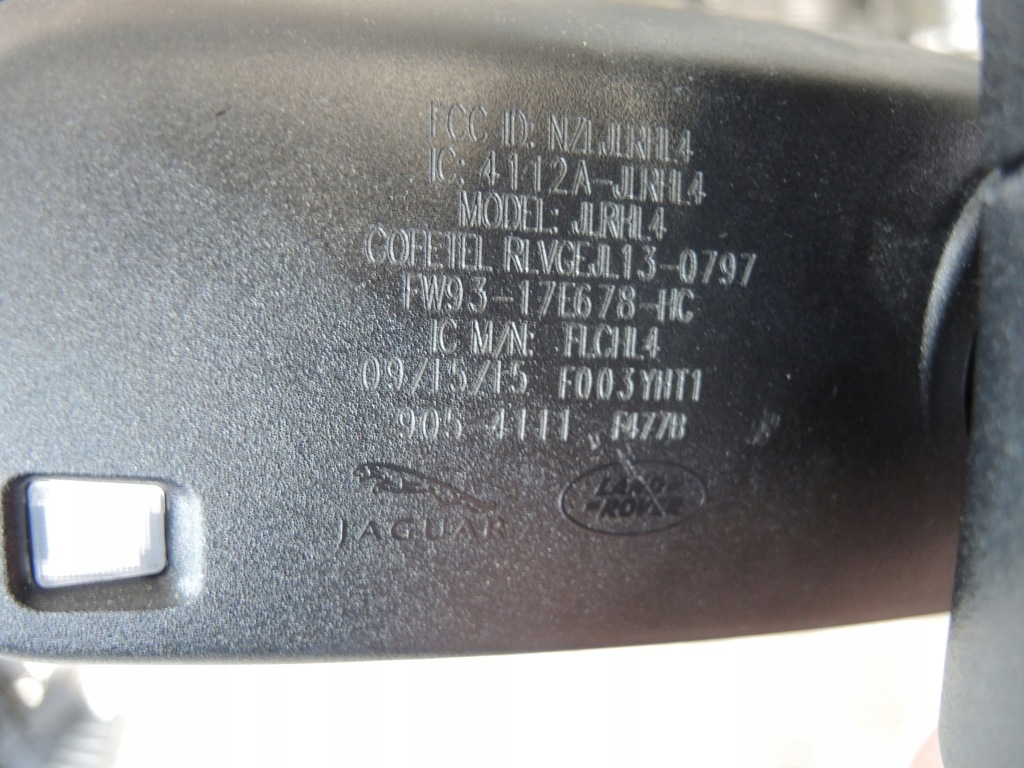 FCC ID: NZLJLRHL4
IC: 4112A-JLRHL4
MODEL: JLRHL4
COFETEL RLVGEJL13-0797
FW93-17E678-HC
IC M/N: FLCHL4
09/15/15 F003YHT1
905-4111 F477B
JAGUAR
LAND-
-ROVER